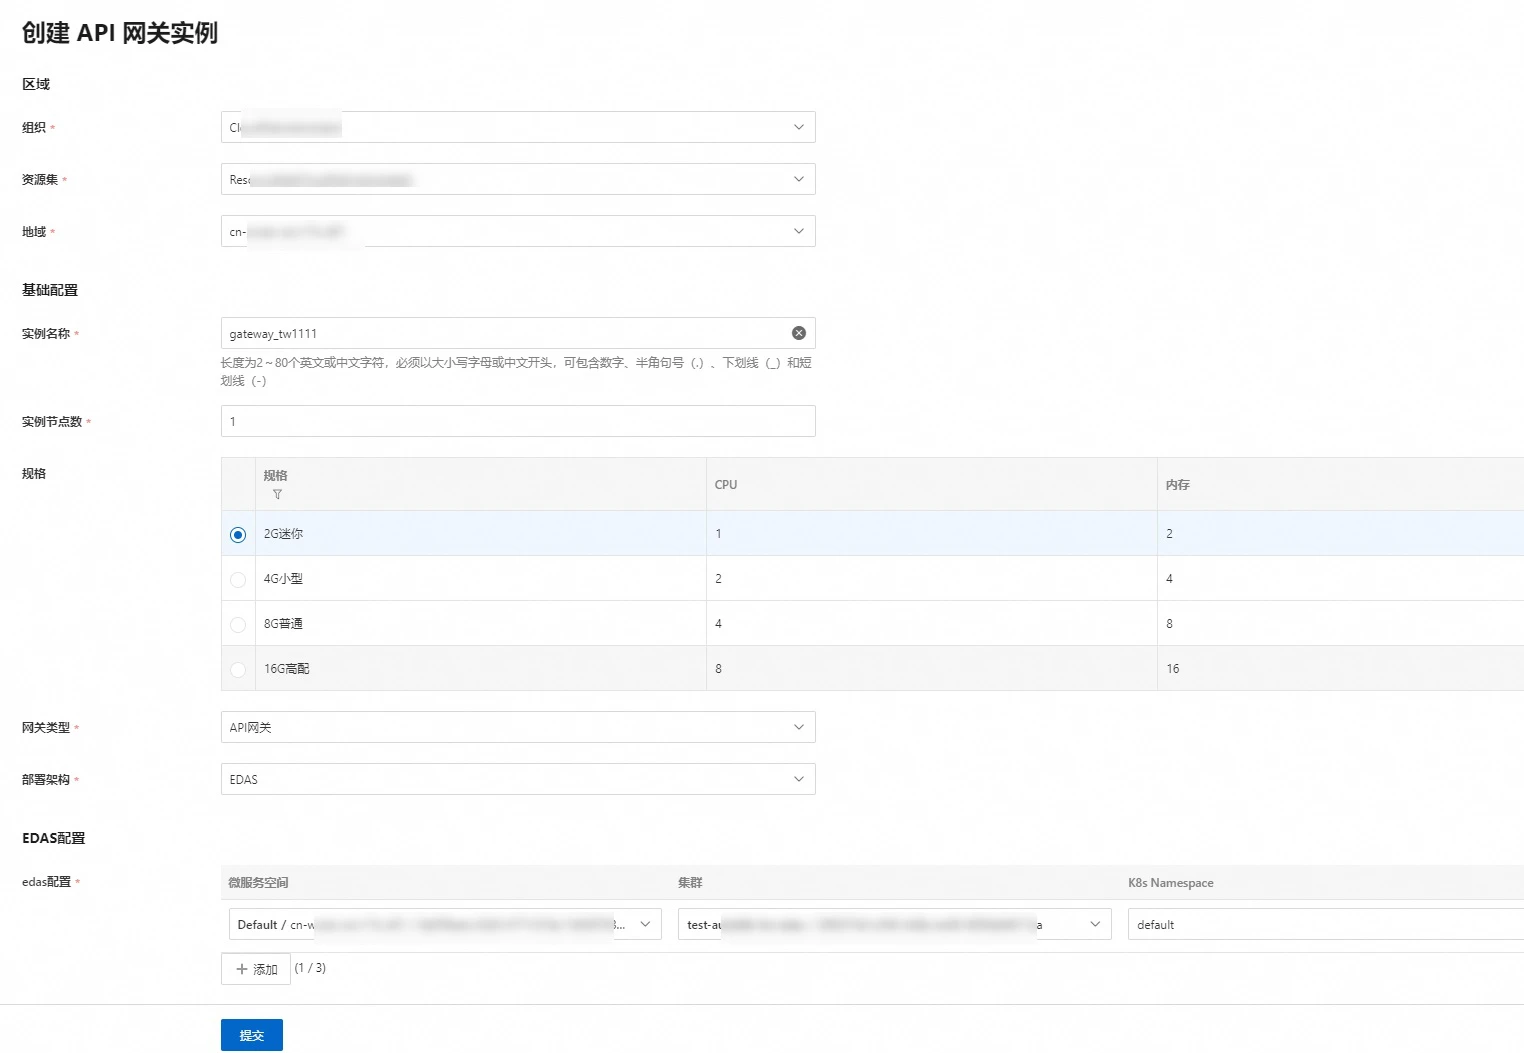 创建 API 网关实例
区域
组织 *
资源集 *
地域 *
cn-
基础配置
实例名称 *
gateway_tw1111
长度为2～80个英文或中文字符，必须以大小写字母或中文开头，可包含数字、半角句号（.）、下划线（_）和短
划线（-）
实例节点数 *
1
规格
规格 CPU 内存
2G迷你 1 2
4G小型 2 4
8G普通 4 8
16G高配 8 16
网关类型 *
API网关
部署架构 *
EDAS
EDAS配置
edas配置 *
微服务空间 集群 K8s Namespace
Default / default
添加 (1 / 3)
提交